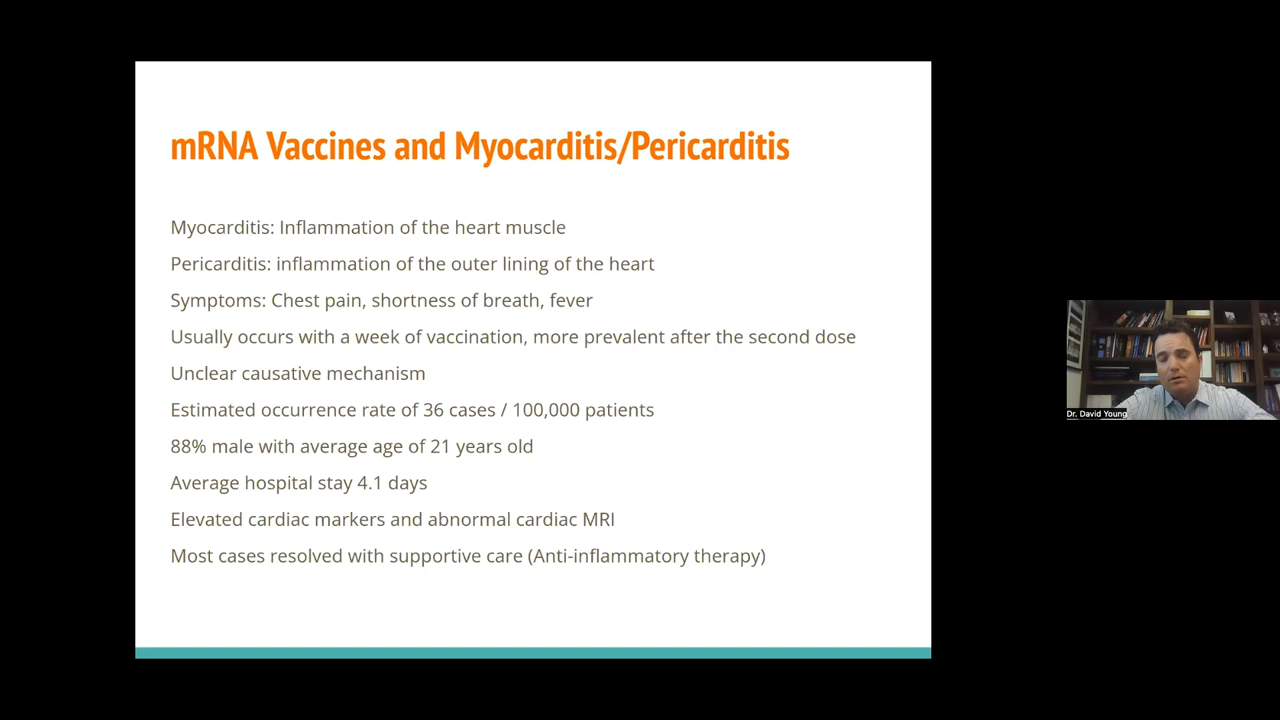 mRNA Vaccines and Myocarditis/Pericarditis
Myocarditis: Inflammation of the heart muscle
Pericarditis: inflammation of the outer lining of the heart
Symptoms: Chest pain, shortness of breath, fever
Usually occurs with a week of vaccination, more prevalent after the second dose
Unclear causative mechanism
Estimated occurrence rate of 36 cases / 100,000 patients
88% male with average age of 21 years old
Average hospital stay 4.1 days
Elevated cardiac markers and abnormal cardiac MRI
Most cases resolved with supportive care (Anti-inflammatory therapy)
Dr. David Young